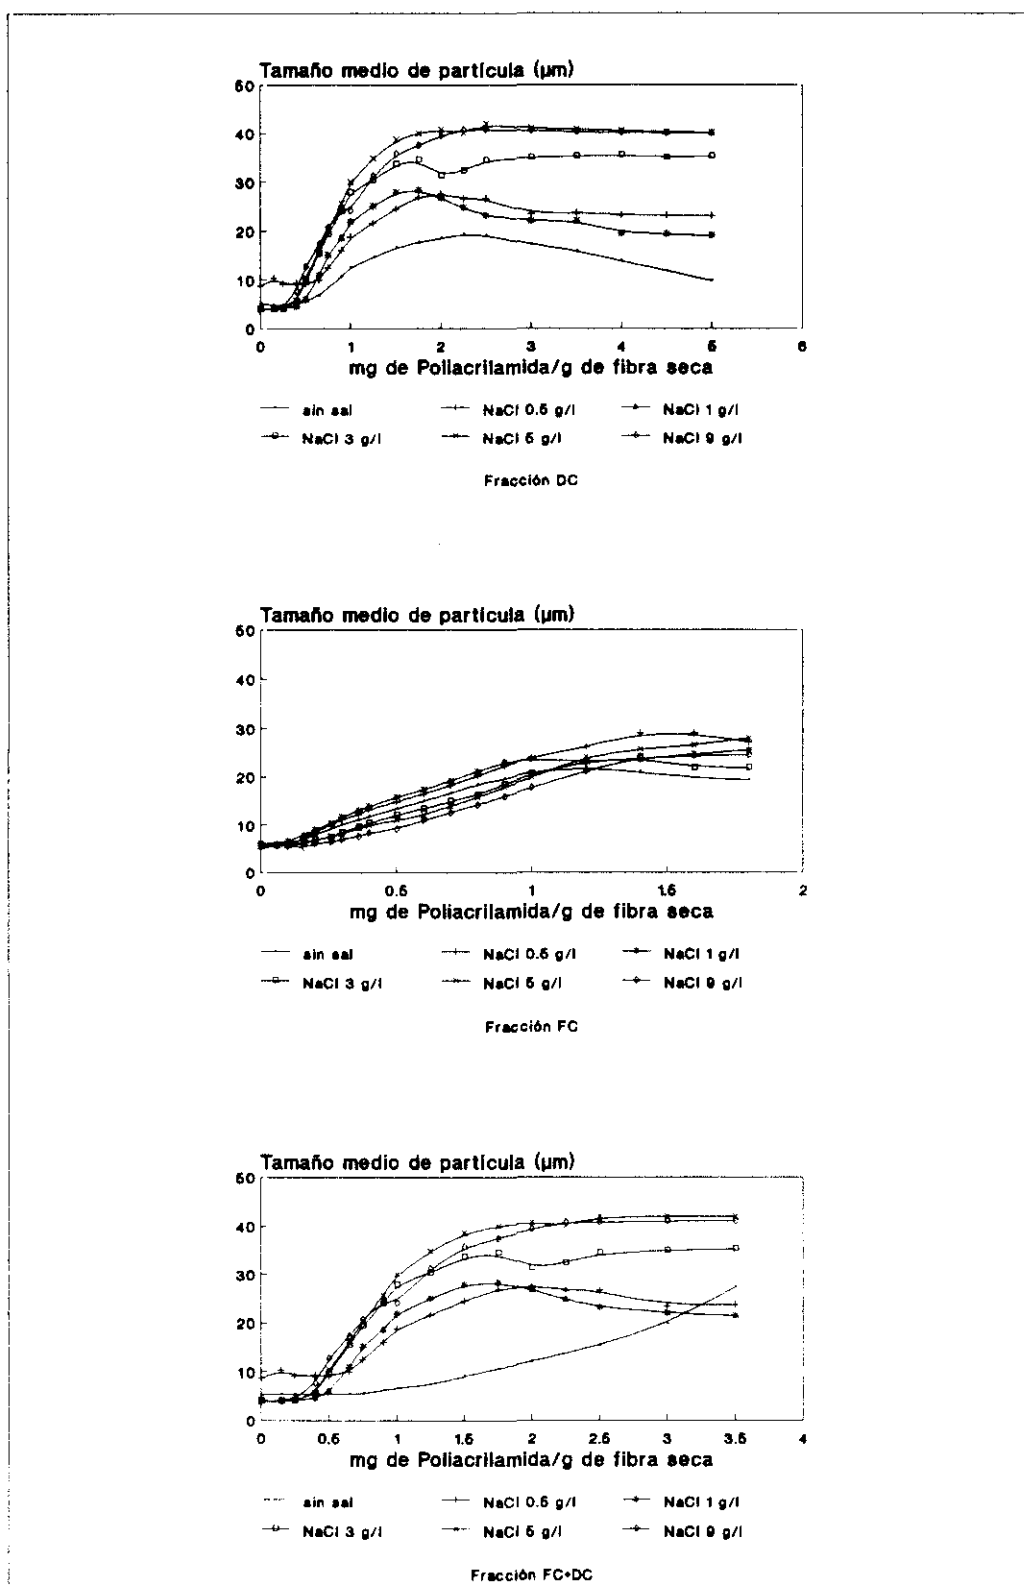 Tamaño medio de partícula (µm)
50
40
30
20
10
0
0 1 2 3 4 5 6
mg de Poliacrilamida/g de fibra seca
sin sal NaCl 0.5 g/l NaCl 1 g/l
NaCl 3 g/l NaCl 5 g/l NaCl 9 g/l
Fracción DC
Tamaño medio de partícula (µm)
50
40
30
20
10
0
0 0.5 1 1.5 2
mg de Poliacrilamida/g de fibra seca
sin sal NaCl 0.5 g/l NaCl 1 g/l
NaCl 3 g/l NaCl 5 g/l NaCl 9 g/l
Fracción FC
Tamaño medio de partícula (µm)
50
40
30
20
10
0
0 0.5 1 1.5 2 2.5 3 3.5 4
mg de Poliacrilamida/g de fibra seca
sin sal NaCl 0.5 g/l NaCl 1 g/l
NaCl 3 g/l NaCl 5 g/l NaCl 9 g/l
Fracción FC+DC